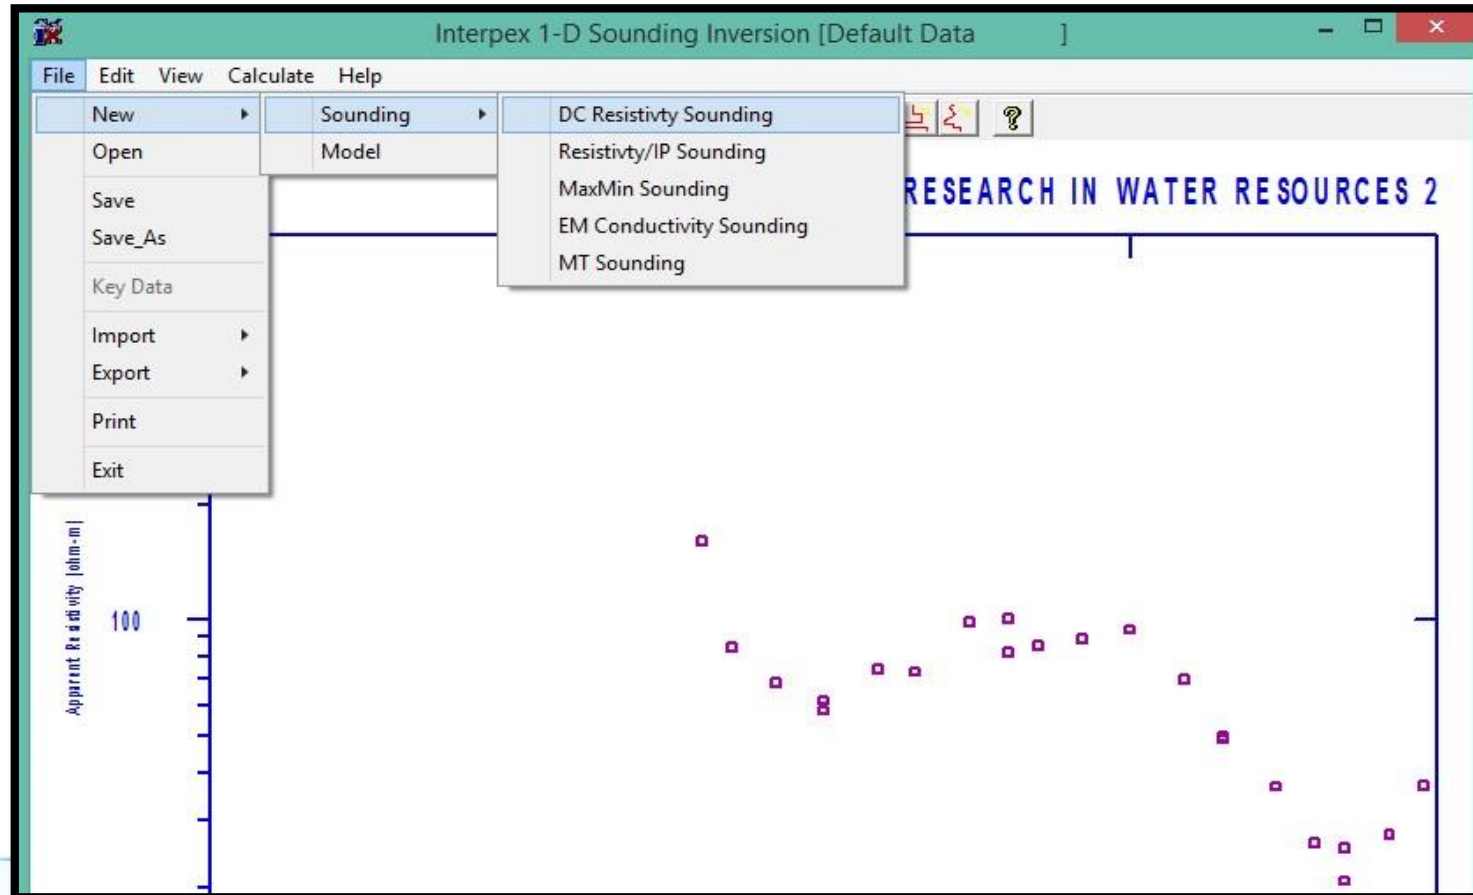 Interpex 1-D Sounding Inversion [Default Data ]
File Edit View Calculate Help
New Sounding DC Resistivty Sounding
Open Model Resistivty/IP Sounding
MaxMin Sounding
Save
EM Conductivity Sounding
Save_As
MT Sounding
RESEARCH IN WATER RESOURCES 2
Key Data
Import
Export
Print
Exit
Apparent Resistivity (ohm-m)
100